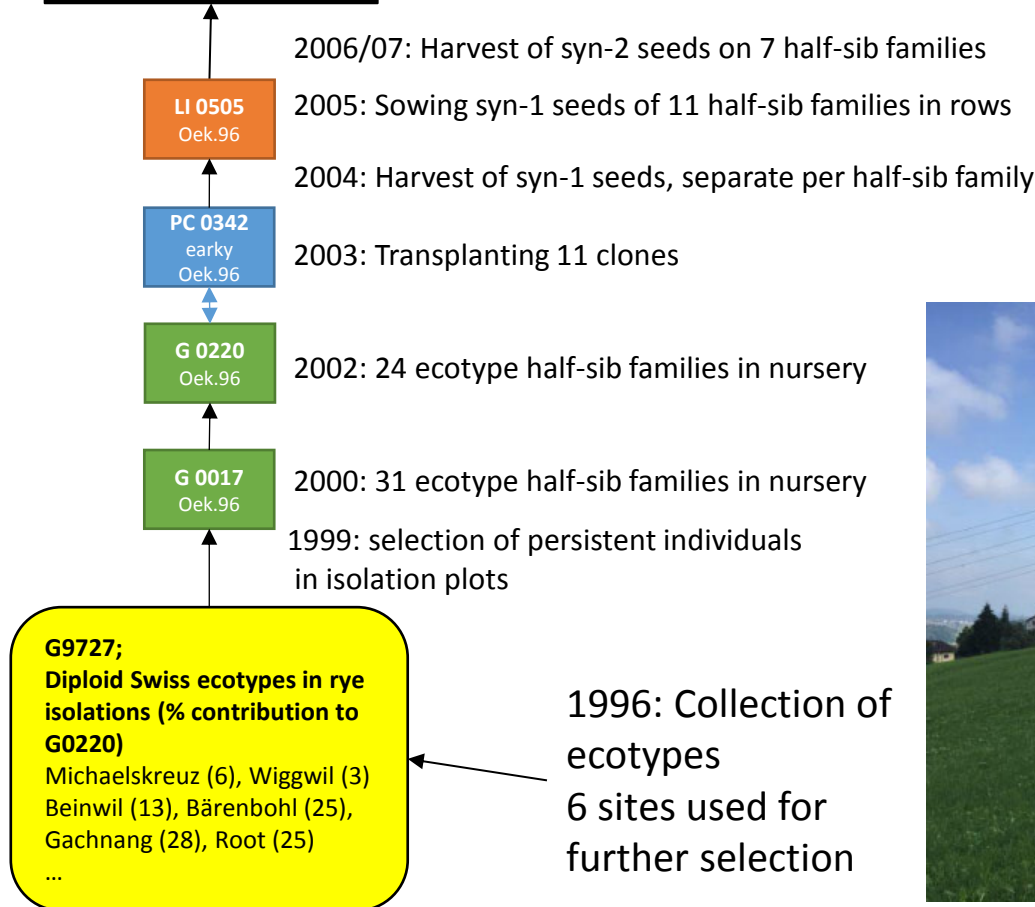 2006/07: Harvest of syn-2 seeds on 7 half-sib families
LI 0505
Oek.96
2005: Sowing syn-1 seeds of 11 half-sib families in rows
2004: Harvest of syn-1 seeds, separate per half-sib family
PC 0342
earky
Oek.96
2003: Transplanting 11 clones
G 0220
Oek.96
2002: 24 ecotype half-sib families in nursery
G 0017
Oek.96
2000: 31 ecotype half-sib families in nursery
1999: selection of persistent individuals
in isolation plots
G9727;
Diploid Swiss ecotypes in rye
isolations (% contribution to
G0220)
Michaelskreuz (6), Wiggwil (3)
Beinwil (13), Bärenbohl (25),
Gachnang (28), Root (25)
...
1996: Collection of
ecotypes
6 sites used for
further selection